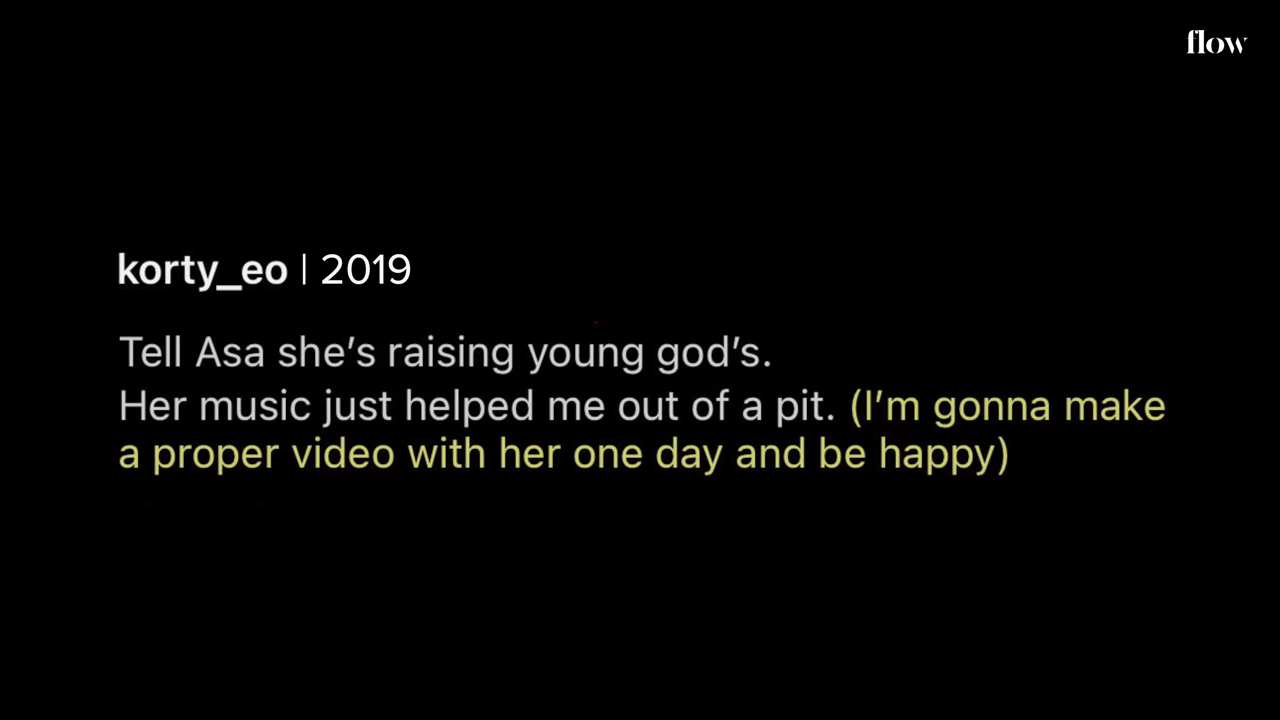 flow
korty_eo | 2019
Tell Asa she’s raising young god’s.
Her music just helped me out of a pit. (I’m gonna make
a proper video with her one day and be happy)